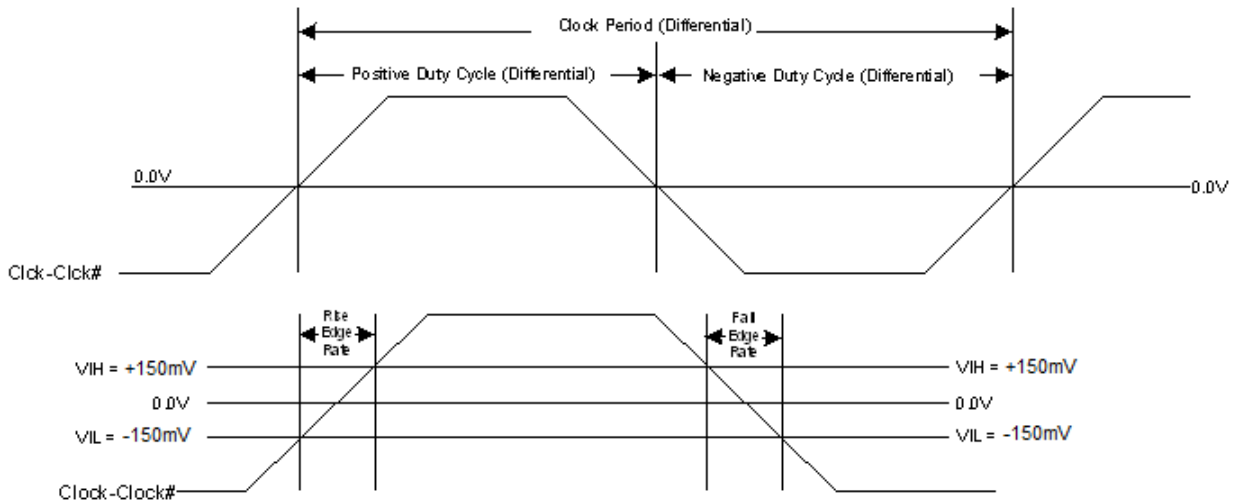 Clock Period (Differential)
Positive Duty Cycle (Differential)
Negative Duty Cycle (Differential)
0.0V
0.0V
Clck-Clck#
Rise
Edge
Rate
Fall
Edge
Rate
VIH = +150mV
VIH = +150mV
0.0V
0.0V
VIL = -150mV
VIL = -150mV
Clock-Clock#